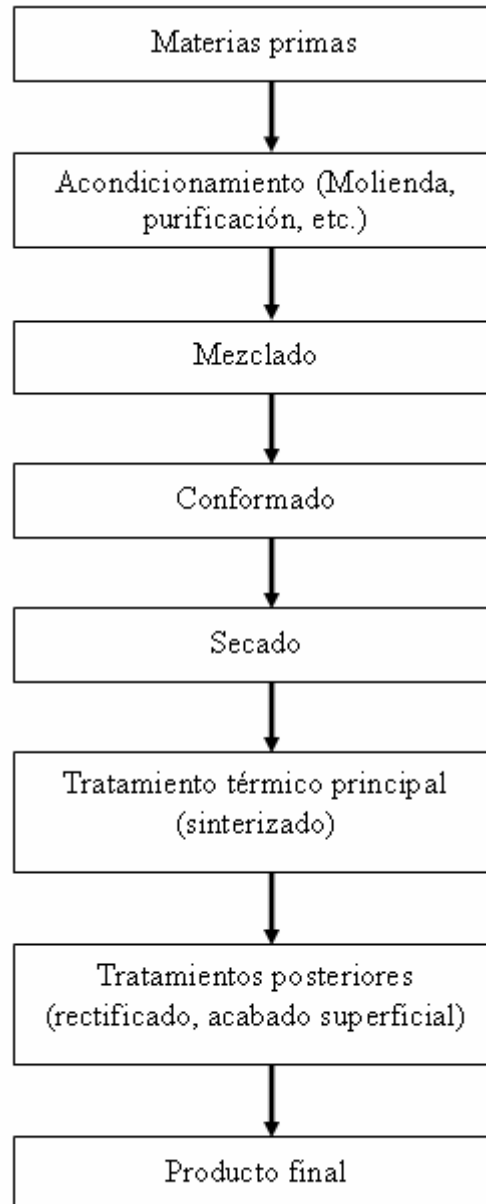 Materias primas
Acondicionamiento (Molienda,
purificación, etc.)
Mezclado
Conformado
Secado
Tratamiento térmico principal
(sinterizado)
Tratamientos posteriores
(rectificado, acabado superficial)
Producto final